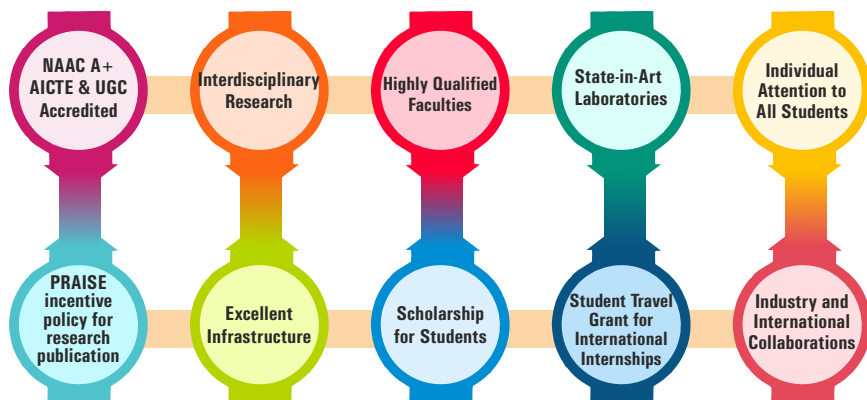 NAAC A+
AICTE & UGC
Accredited
Interdisciplinary
Research
Highly Qualified
Faculties
State-in-Art
Laboratories
Individual
Attention to
All Students
PRAISE
incentive
policy for
research
publication
Excellent
Infrastructure
Scholarship
for Students
Student Travel
Grant for
International
Internships
Industry and
International
Collaborations